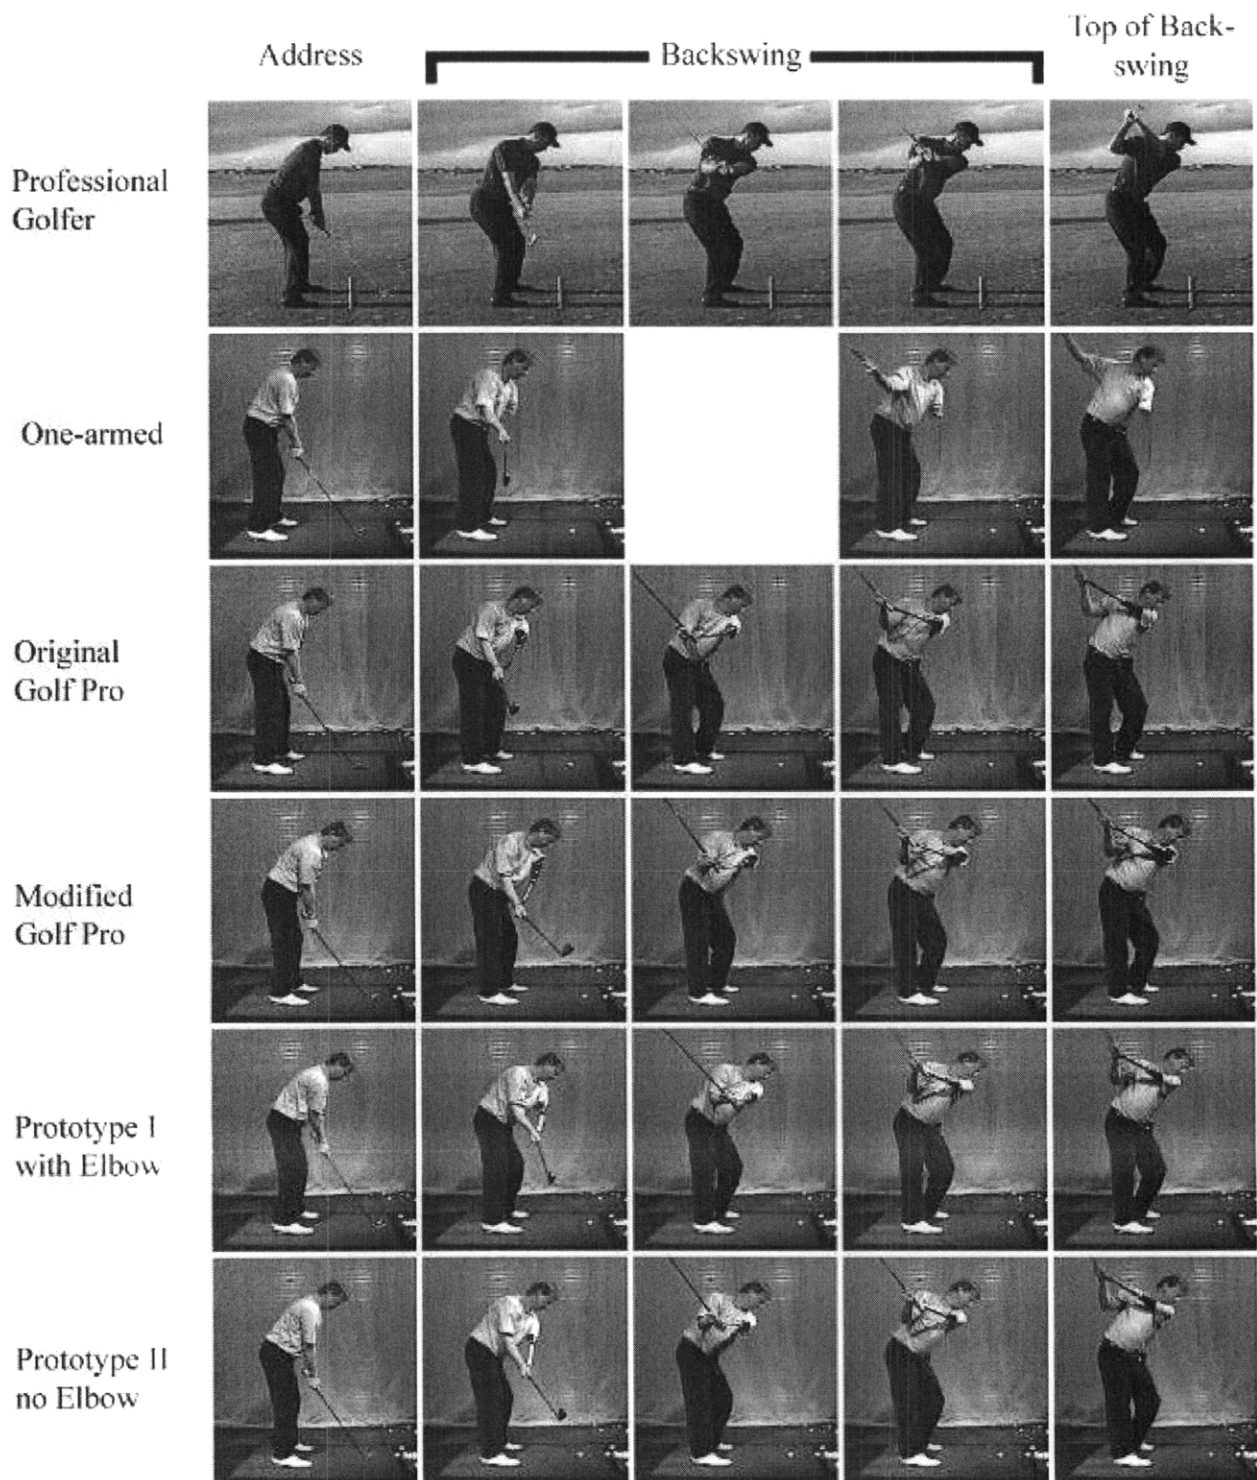 Address
Backswing
Top of Back-
swing
Professional
Golfer
One-armed
Original
Golf Pro
Modified
Golf Pro
Prototype I
with Elbow
Prototype II
no Elbow